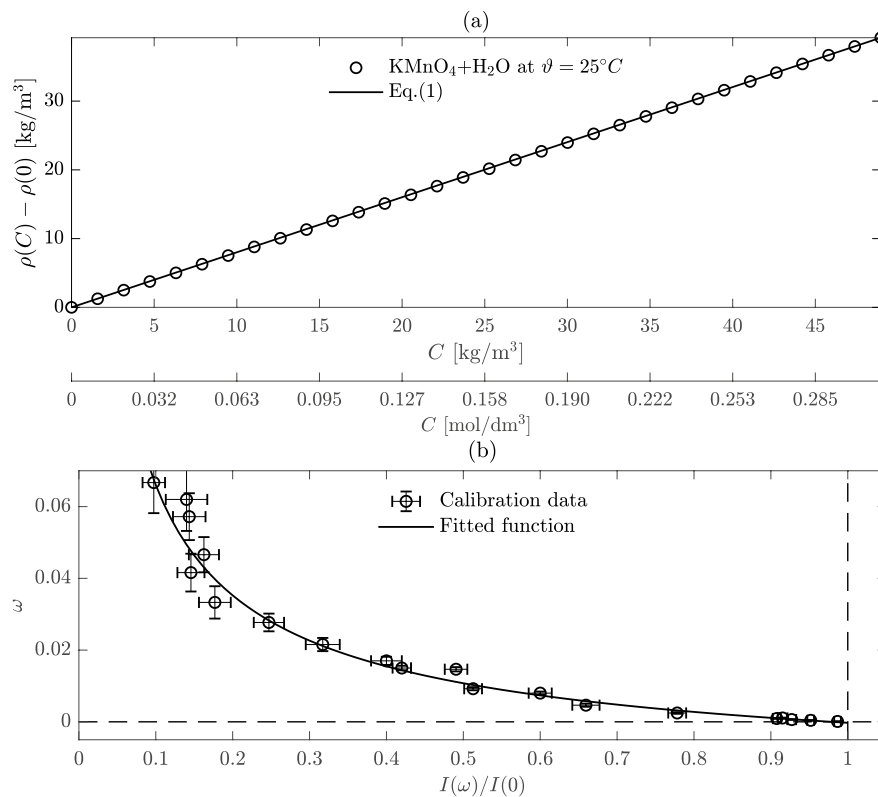 (a)
KMnO₄+H₂O at ϑ = 25°C
Eq.(1)
ρ(C) − ρ(0) [kg/m³]
30
20
10
0
0 5 10 15 20 25 30 35 40 45
C [kg/m³]
0 0.032 0.063 0.095 0.127 0.158 0.190 0.222 0.253 0.285
C [mol/dm³]
(b)
Calibration data
Fitted function
ω
0.06
0.04
0.02
0
0 0.1 0.2 0.3 0.4 0.5 0.6 0.7 0.8 0.9 1
I(ω)/I(0)